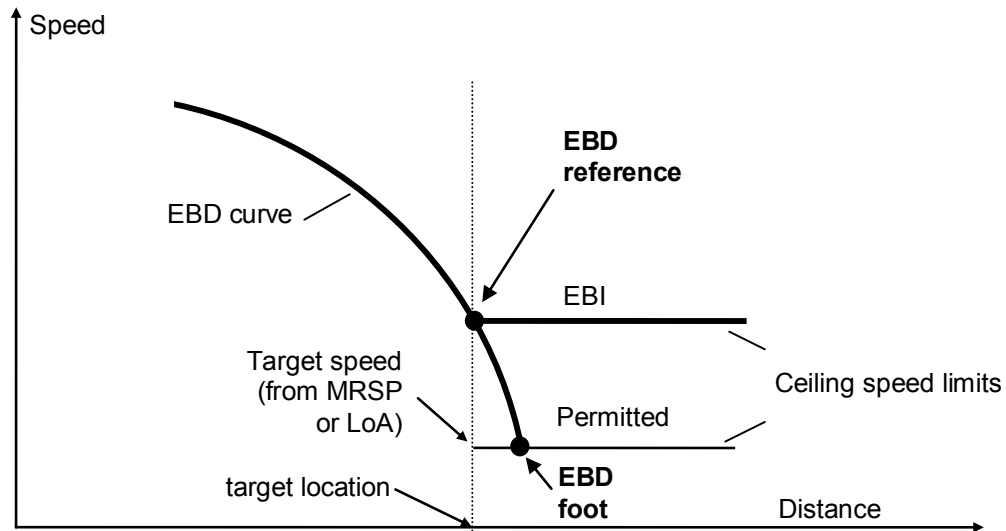 Speed
EBD
reference
EBD curve
EBI
Target speed
(from MRSP
or LoA)
Ceiling speed limits
Permitted
target location
EBD
foot
Distance